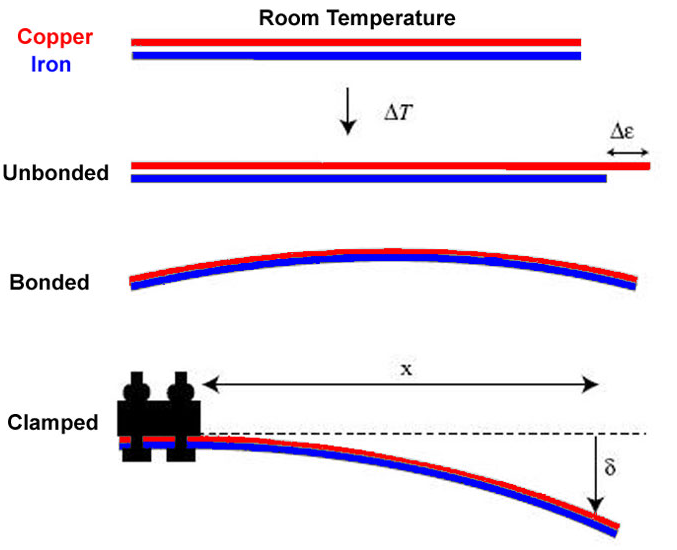 Room Temperature
Copper
Iron
ΔT
Δε
Unbonded
Bonded
x
Clamped
δ